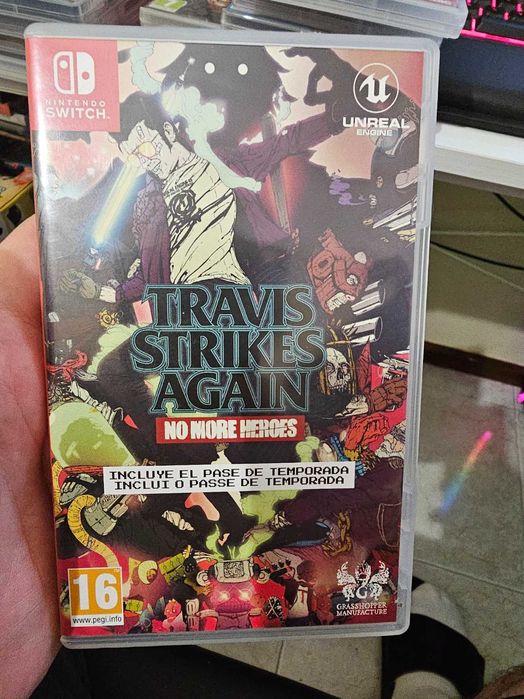 NINTENDO
SWITCH.
UNREAL
ENGINE
TRAVIS
STRIKES
AGAIN
NO MORE HEROES
INCLUYE EL PASE DE TEMPORADA
INCLUI O PASSE DE TEMPORADA
16
www.pegi.info
GRASSHOPPER
MANUFACTURE